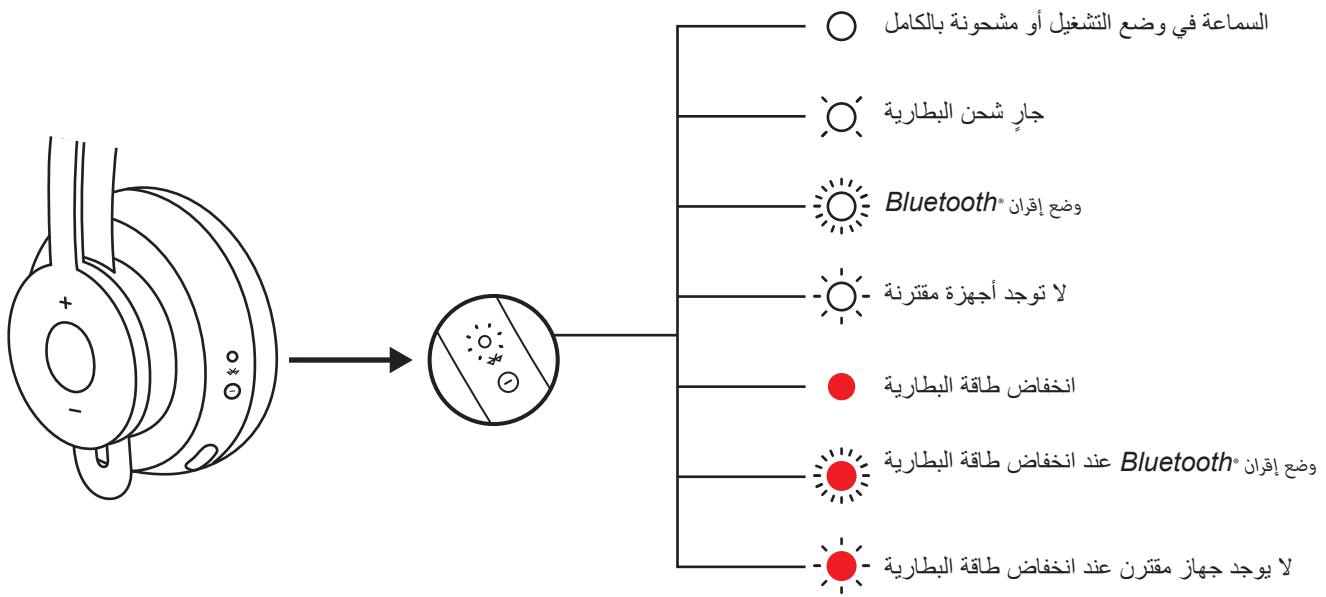 السماعة في وضع التشغيل أو مشحونة بالكامل
جارٍ شحن البطارية
وضع إقران Bluetooth®
لا توجد أجهزة مقترنة
انخفاض طاقة البطارية
وضع إقران Bluetooth® عند انخفاض طاقة البطارية
لا يوجد جهاز مقترن عند انخفاض طاقة البطارية